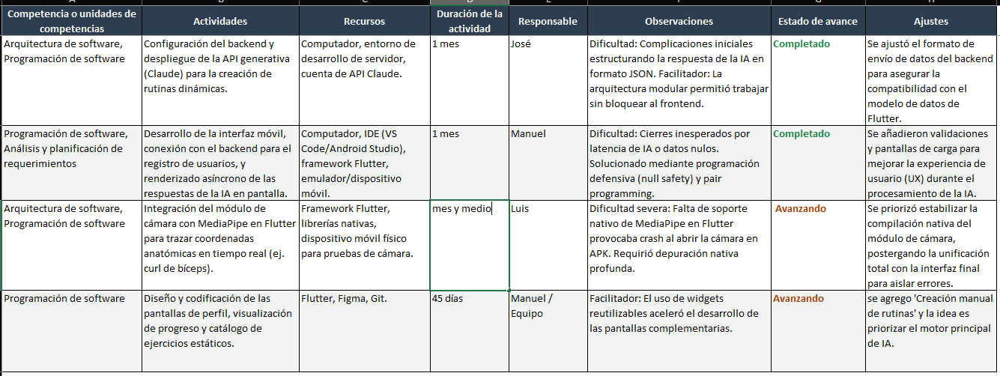 Competencia o unidades de
competencias
Actividades
Recursos
Duración de la
actividad
Responsable
Observaciones
Estado de avance
Ajustes
Arquitectura de software,
Programación de software
Configuración del backend y
despliegue de la API generativa
(Claude) para la creación de
rutinas dinámicas.
Computador, entorno de
desarrollo de servidor,
cuenta de API Claude.
1 mes
José
Dificultad: Complicaciones iniciales
estructurando la respuesta de la IA en
formato JSON. Facilitador: La
arquitectura modular permitió trabajar
sin bloquear al frontend.
Completado
Se ajustó el formato de
envío de datos del backend
para asegurar la
compatibilidad con el
modelo de datos de
Flutter.
Programación de software,
Análisis y planificación de
requerimientos
Desarrollo de la interfaz móvil,
conexión con el backend para el
registro de usuarios, y
renderizado asíncrono de las
respuestas de la IA en pantalla.
Computador, IDE (VS
Code/Android Studio),
framework Flutter,
emulador/dispositivo
móvil.
1 mes
Manuel
Dificultad: Cierres inesperados por
latencia de IA o datos nulos.
Solucionado mediante programación
defensiva (null safety) y pair
programming.
Completado
Se añadieron validaciones
y pantallas de carga para
mejorar la experiencia de
usuario (UX) durante el
procesamiento de la IA.
Arquitectura de software,
Programación de software
Integración del módulo de
cámara con MediaPipe en Flutter
para trazar coordenadas
anatómicas en tiempo real (ej.
curl de bíceps).
Framework Flutter,
librerías nativas,
dispositivo móvil físico
para pruebas de cámara.
mes y medio
Luis
Dificultad severa: Falta de soporte
nativo de MediaPipe en Flutter
provocaba crash al abrir la cámara en
APK. Requirió depuración nativa
profunda.
Avanzando
Se priorizó estabilizar la
compilación nativa del
módulo de cámara,
postergando la unificación
total con la interfaz final
para aislar errores.
Programación de software
Diseño y codificación de las
pantallas de perfil, visualización
de progreso y catálogo de
ejercicios estáticos.
Flutter, Figma, Git.
45 días
Manuel /
Equipo
Facilitador: El uso de widgets
reutilizables aceleró el desarrollo de
las pantallas complementarias.
Avanzando
se agrego 'Creación manual
de rutinas' y la idea es
priorizar el motor principal
de IA.